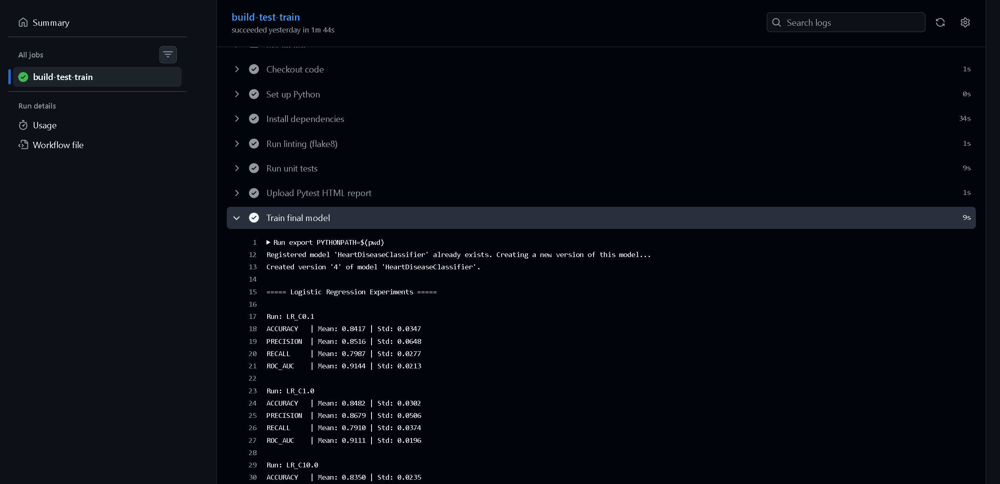 Summary
All jobs
build-test-train
Run details
Usage
Workflow file
build-test-train
succeeded yesterday in 1m 44s
Search logs
Checkout code 1s
Set up Python 0s
Install dependencies 34s
Run linting (flake8) 1s
Run unit tests 9s
Upload Pytest HTML report 1s
Train final model 9s
1 Run export PYTHONPATH=$(pwd)
12 Registered model 'HeartDiseaseClassifier' already exists. Creating a new version of this model...
13 Created version '4' of model 'HeartDiseaseClassifier'.
14
15 ===== Logistic Regression Experiments =====
16
17 Run: LR_C0.1
18 ACCURACY | Mean: 0.8417 | Std: 0.0347
19 PRECISION | Mean: 0.8516 | Std: 0.0648
20 RECALL | Mean: 0.7987 | Std: 0.0277
21 ROC_AUC | Mean: 0.9144 | Std: 0.0213
22
23 Run: LR_C1.0
24 ACCURACY | Mean: 0.8482 | Std: 0.0302
25 PRECISION | Mean: 0.8679 | Std: 0.0506
26 RECALL | Mean: 0.7910 | Std: 0.0374
27 ROC_AUC | Mean: 0.9111 | Std: 0.0196
28
29 Run: LR_C10.0
30 ACCURACY | Mean: 0.8350 | Std: 0.0235